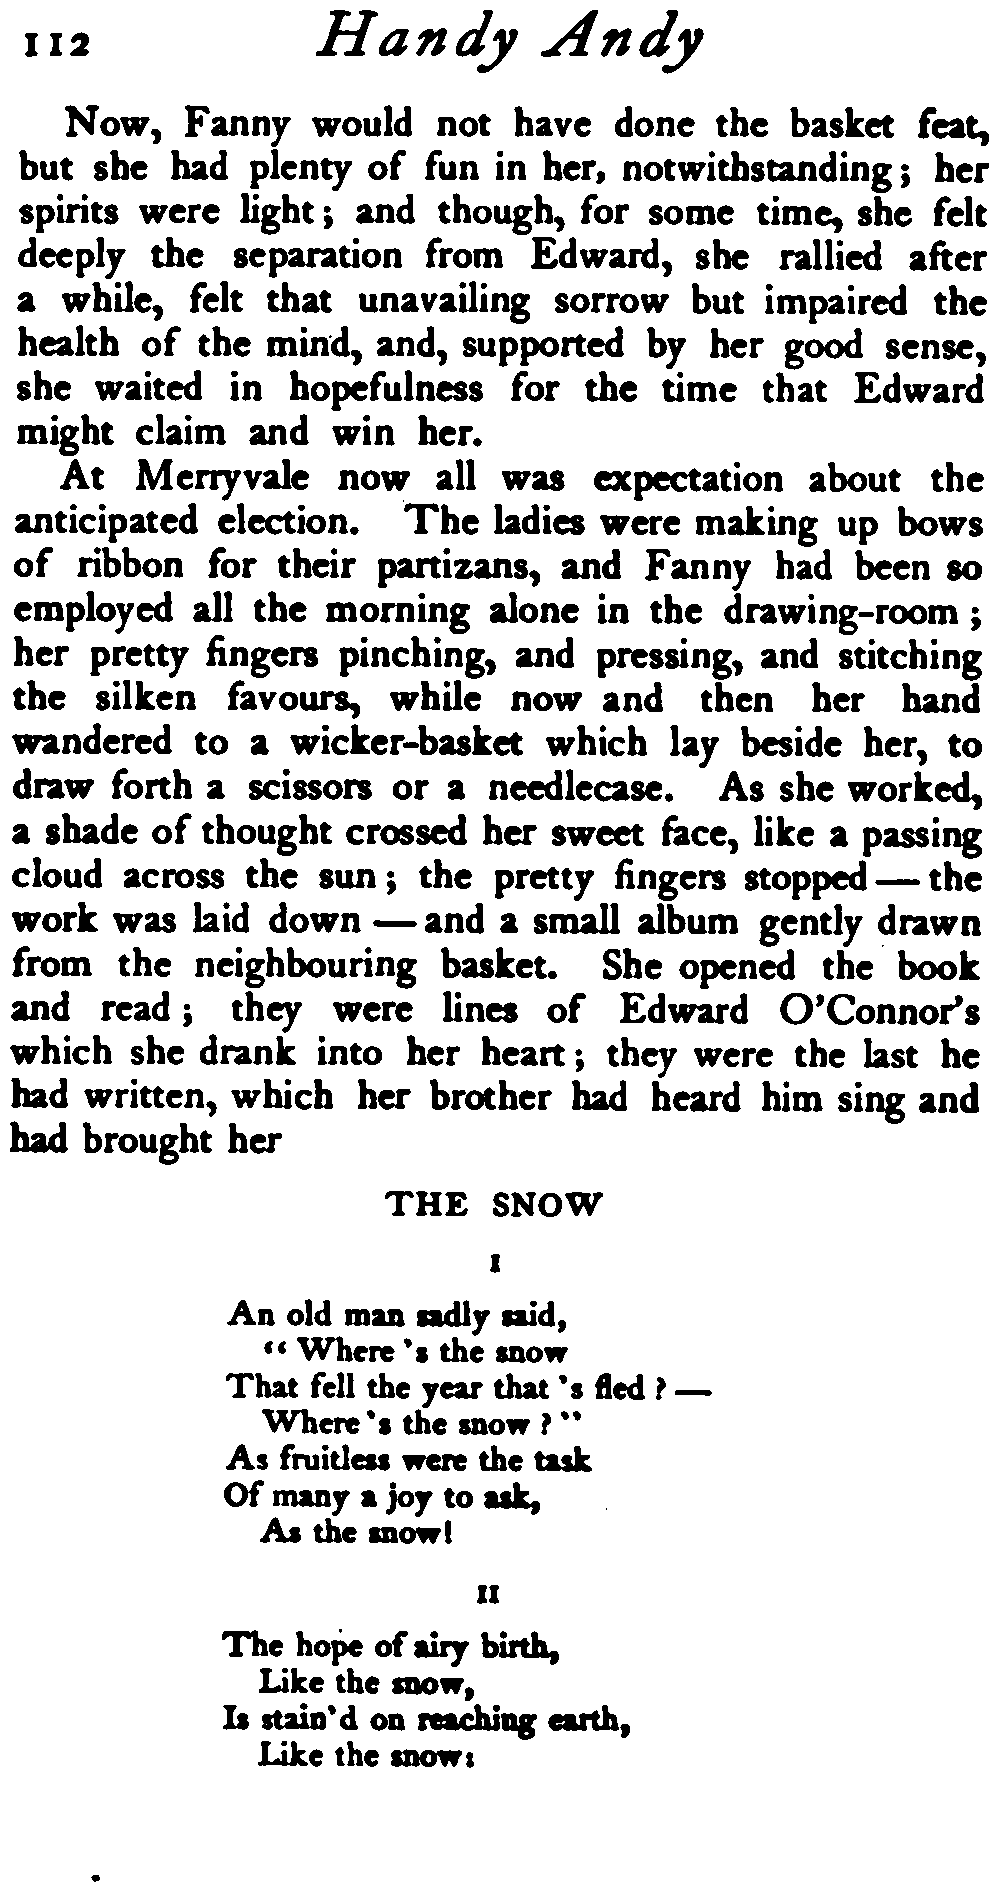 112 Handy Andy
Now, Fanny would not have done the basket feat,
but she had plenty of fun in her, notwithstanding; her
spirits were light; and though, for some time, she felt
deeply the separation from Edward, she rallied after
a while, felt that unavailing sorrow but impaired the
health of the mind, and, supported by her good sense,
she waited in hopefulness for the time that Edward
might claim and win her.
At Merryvale now all was expectation about the
anticipated election. The ladies were making up bows
of ribbon for their partizans, and Fanny had been so
employed all the morning alone in the drawing-room;
her pretty fingers pinching, and pressing, and stitching
the silken favours, while now and then her hand
wandered to a wicker-basket which lay beside her, to
draw forth a scissors or a needlecase. As she worked,
a shade of thought crossed her sweet face, like a passing
cloud across the sun; the pretty fingers stopped — the
work was laid down — and a small album gently drawn
from the neighbouring basket. She opened the book
and read; they were lines of Edward O'Connor's
which she drank into her heart; they were the last he
had written, which her brother had heard him sing and
had brought her
THE SNOW
I
An old man sadly said,
"Where 's the snow
That fell the year that 's fled? —
Where 's the snow?"
As fruitless were the task
Of many a joy to ask,
As the snow!
II
The hope of airy birth,
Like the snow,
Is stain'd on reaching earth,
Like the snow: